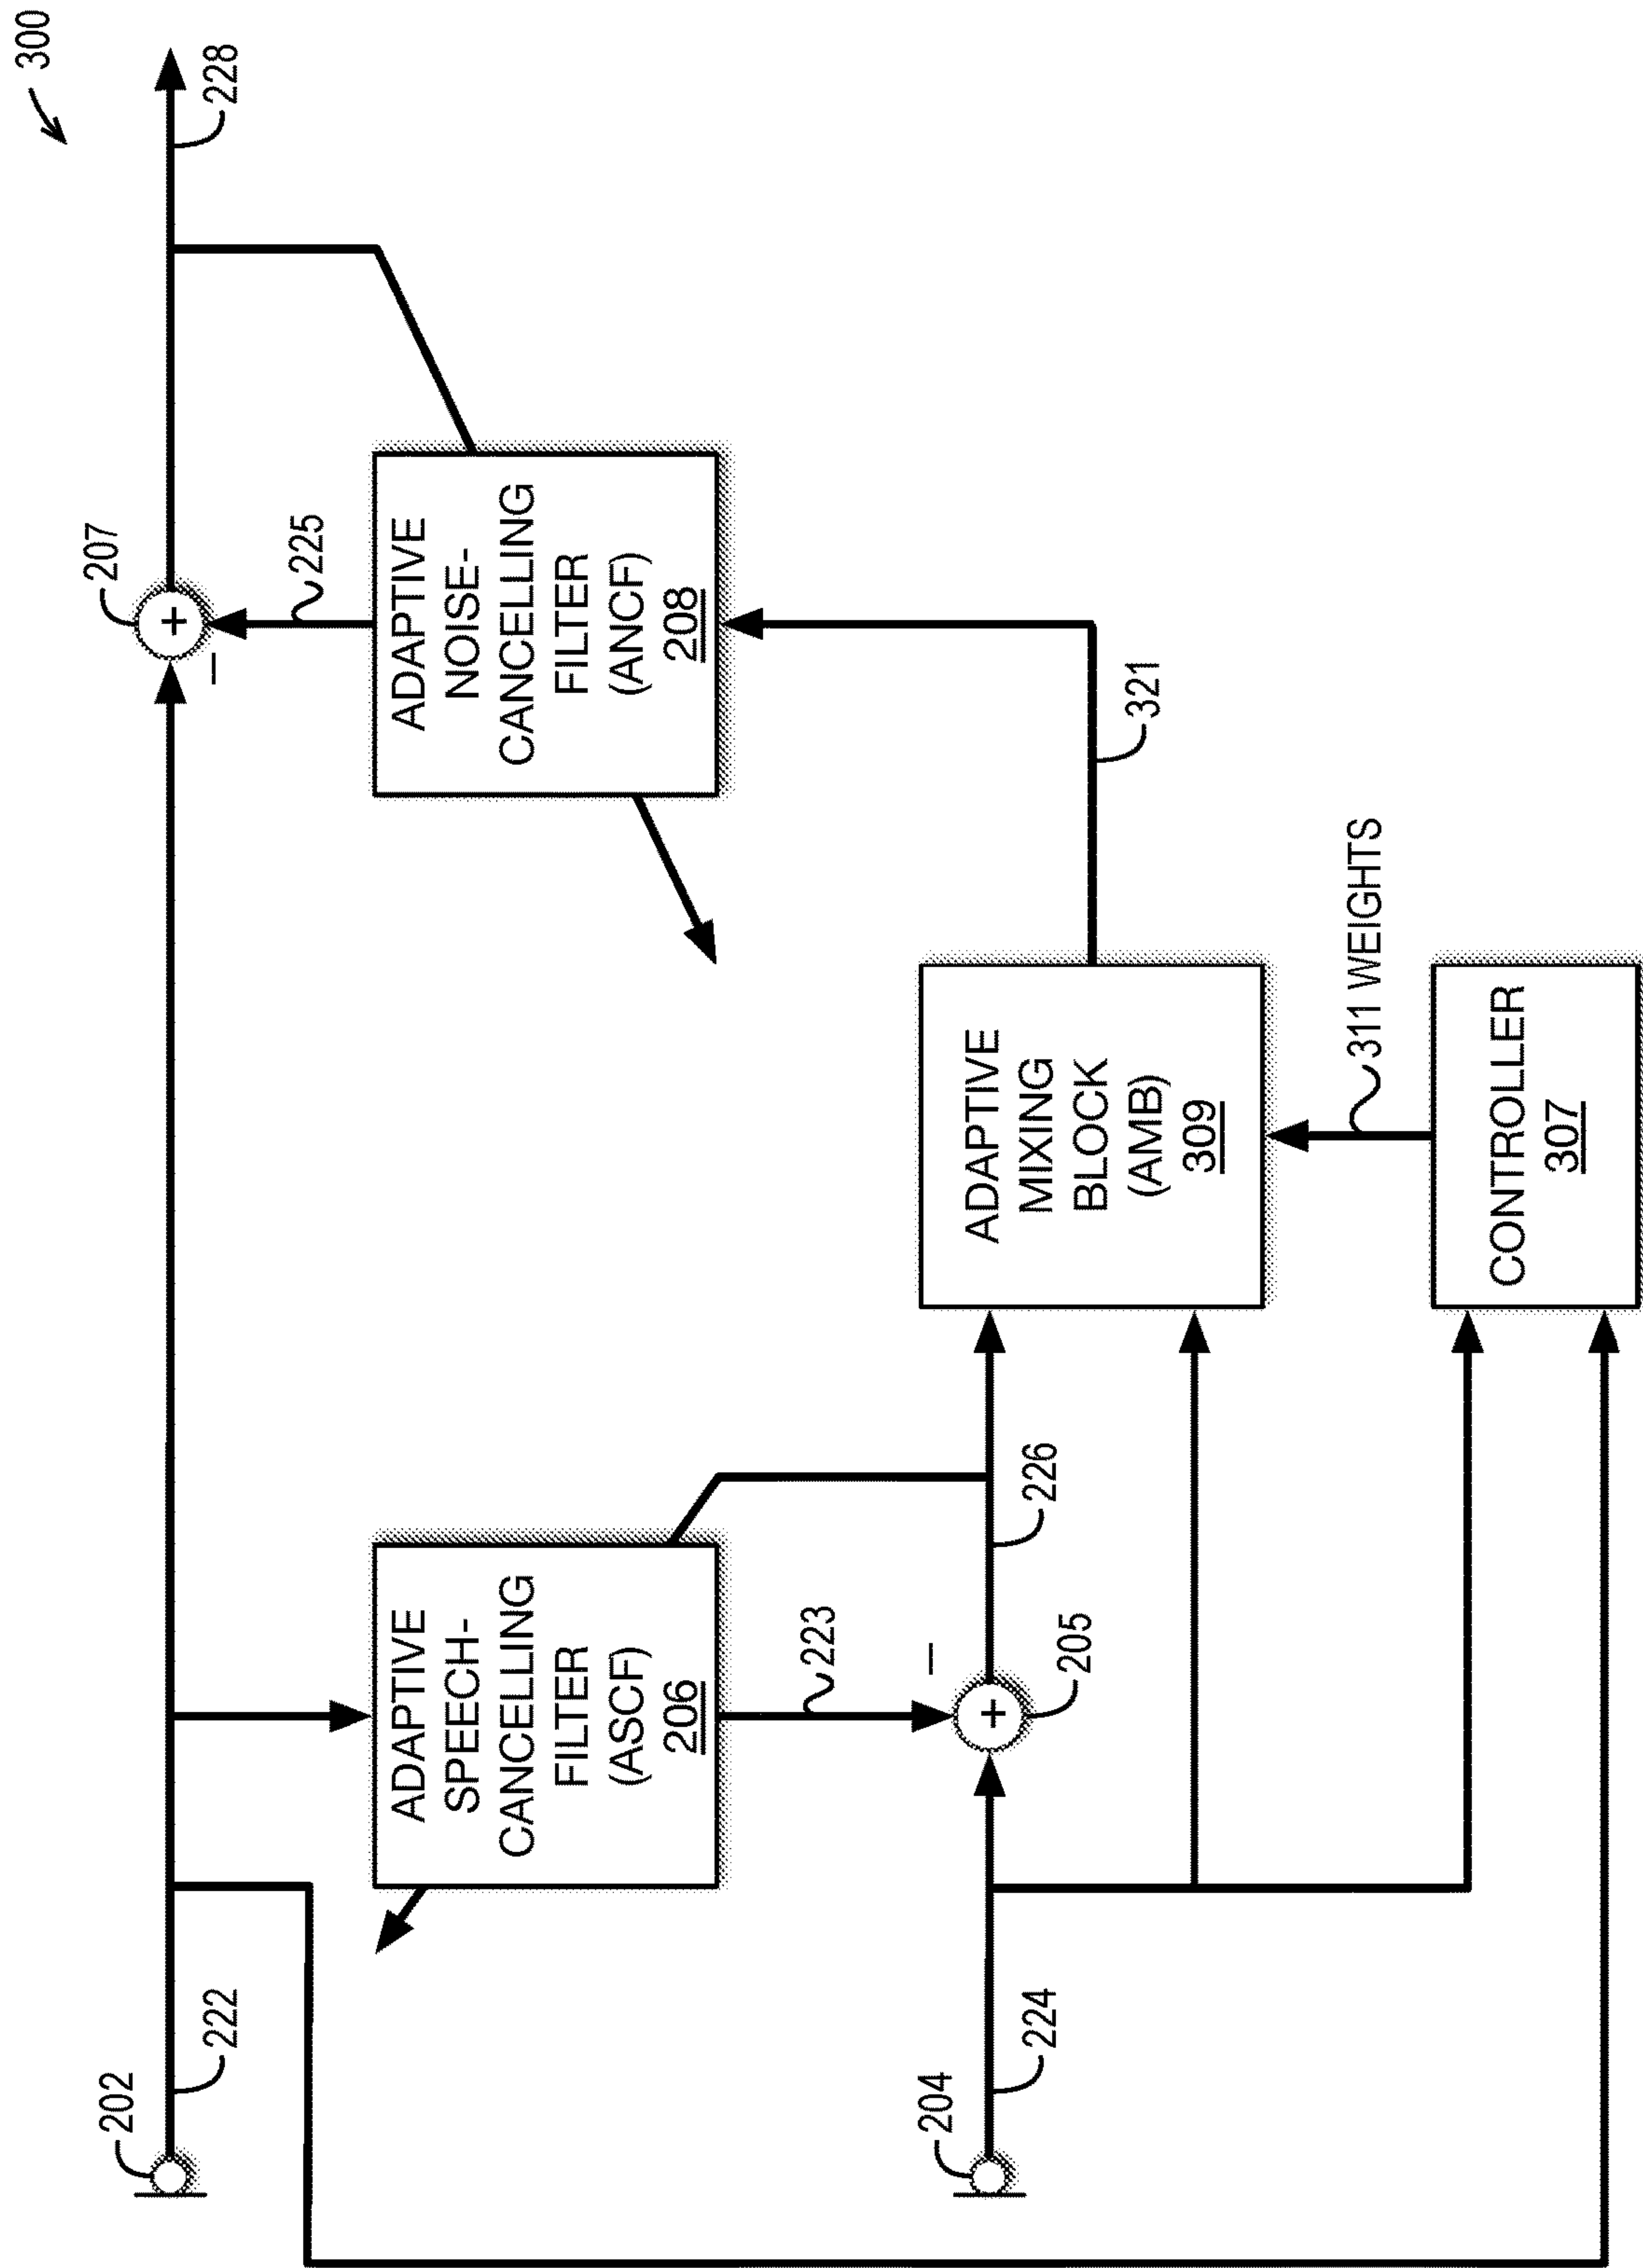 300
202
222
207
228
225
ADAPTIVE
SPEECH-
CANCELLING
FILTER
(ASCF)
206
ADAPTIVE
NOISE-
CANCELLING
FILTER
(ANCF)
208
223
–
–
204
224
205
226
ADAPTIVE
MIXING
BLOCK
(AMB)
309
321
311 WEIGHTS
CONTROLLER
307
+
+